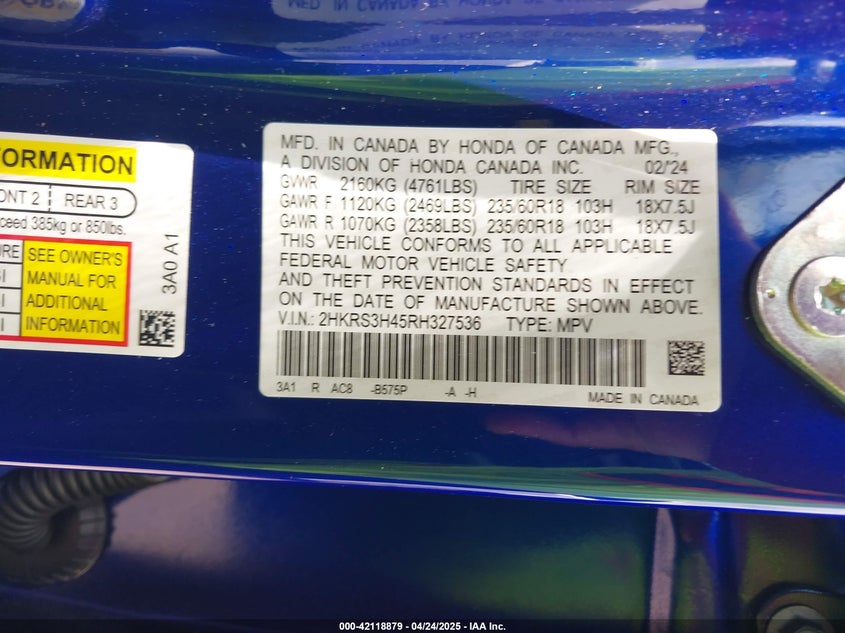 MFD. IN CANADA BY HONDA OF CANADA MFG.,
A DIVISION OF HONDA CANADA INC. 02/'24
GVWR 2160KG (4761LBS) TIRE SIZE RIM SIZE
GAWR F 1120KG (2469LBS) 235/60R18 103H 18X7.5J
GAWR R 1070KG (2358LBS) 235/60R18 103H 18X7.5J
THIS VEHICLE CONFORMS TO ALL APPLICABLE
FEDERAL MOTOR VEHICLE SAFETY
AND THEFT PREVENTION STANDARDS IN EFFECT
ON THE DATE OF MANUFACTURE SHOWN ABOVE.
V.I.N.: 2HKRS3H45RH327536 TYPE: MPV
3A1 R AC8 -B575P -A -H
MADE IN CANADA
FORMATION
ONT 2 REAR 3
ceed 385kg or 850lbs.
SEE OWNER'S
MANUAL FOR
ADDITIONAL
INFORMATION
3A0 A1
000-42118879 - 04/24/2025 - IAA Inc.